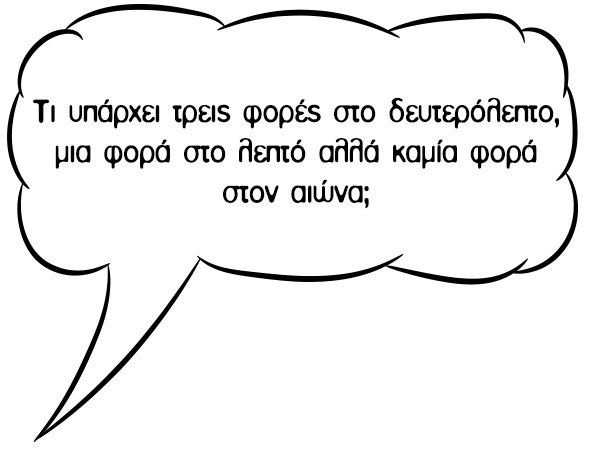 Τι υπάρχει τρεις φορές στο δευτερόλεπτο,
μια φορά στο λεπτό αλλά καμία φορά
στον αιώνα;